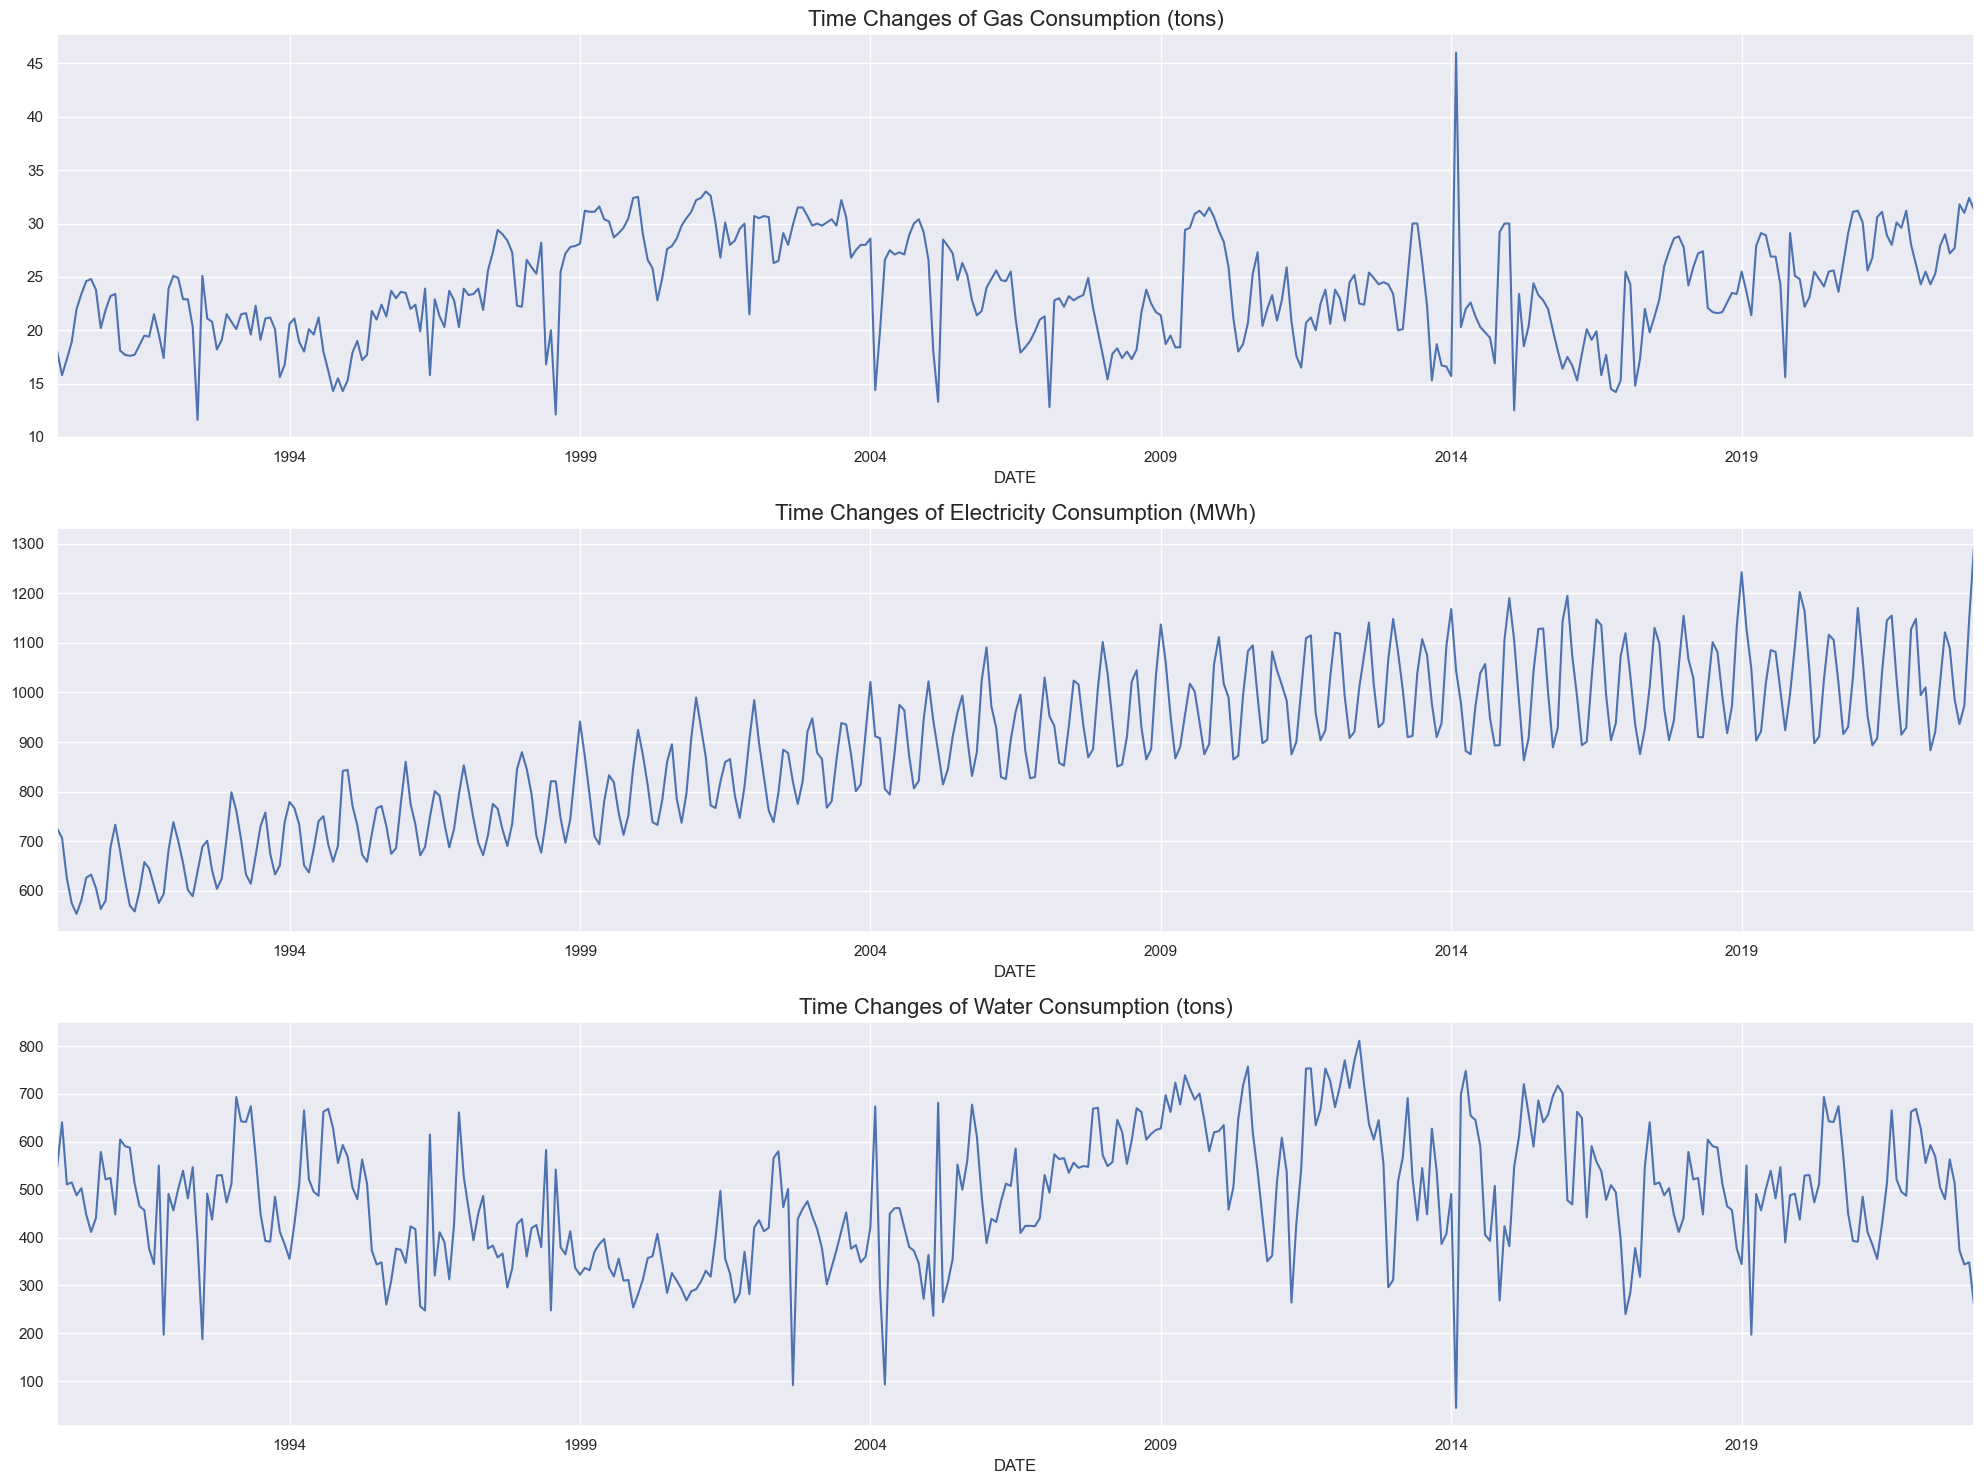 Time Changes of Gas Consumption (tons)
45
40
35
30
25
20
15
10
1994 1999 2004 2009 2014 2019
DATE
Time Changes of Electricity Consumption (MWh)
1300
1200
1100
1000
900
800
700
600
1994 1999 2004 2009 2014 2019
DATE
Time Changes of Water Consumption (tons)
800
700
600
500
400
300
200
100
1994 1999 2004 2009 2014 2019
DATE